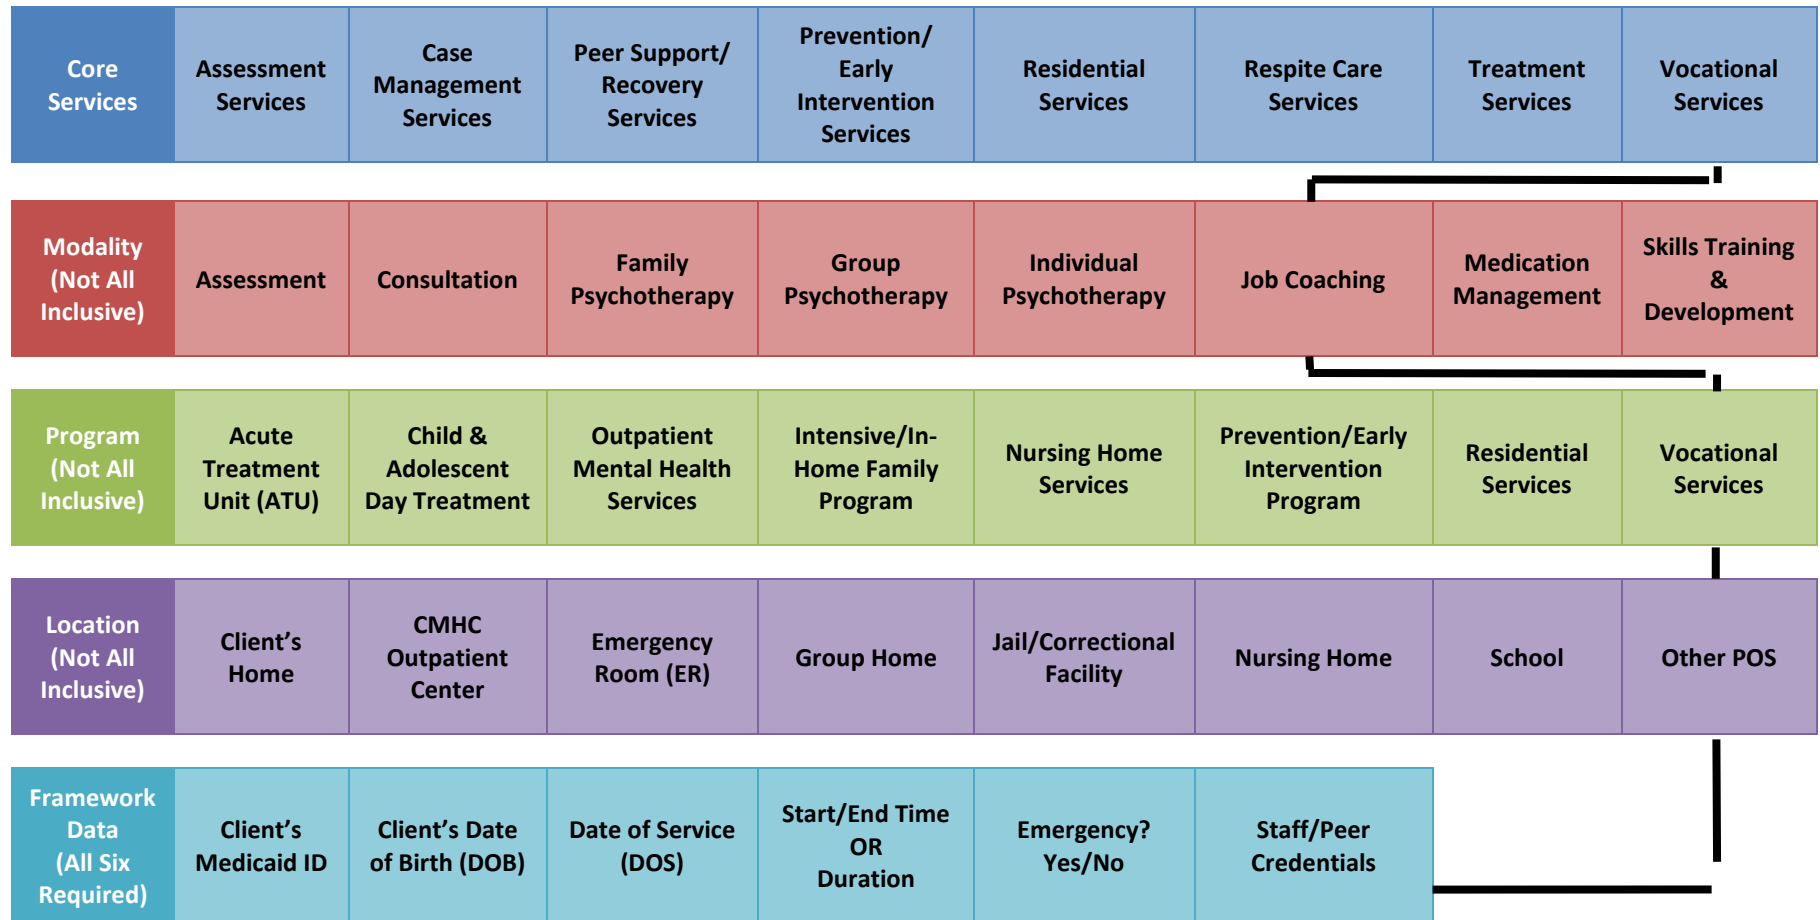 Core
Services
Assessment
Services
Case
Management
Services
Peer Support/
Recovery
Services
Prevention/
Early
Intervention
Services
Residential
Services
Respite Care
Services
Treatment
Services
Vocational
Services
Modality
(Not All
Inclusive)
Assessment
Consultation
Family
Psychotherapy
Group
Psychotherapy
Individual
Psychotherapy
Job Coaching
Medication
Management
Skills Training
&
Development
Program
(Not All
Inclusive)
Acute
Treatment
Unit (ATU)
Child &
Adolescent
Day Treatment
Outpatient
Mental Health
Services
Intensive/In-
Home Family
Program
Nursing Home
Services
Prevention/Early
Intervention
Program
Residential
Services
Vocational
Services
Location
(Not All
Inclusive)
Client’s
Home
CMHC
Outpatient
Center
Emergency
Room (ER)
Group Home
Jail/Correctional
Facility
Nursing Home
School
Other POS
Framework
Data
(All Six
Required)
Client’s
Medicaid ID
Client’s Date
of Birth (DOB)
Date of Service
(DOS)
Start/End Time
OR
Duration
Emergency?
Yes/No
Staff/Peer
Credentials